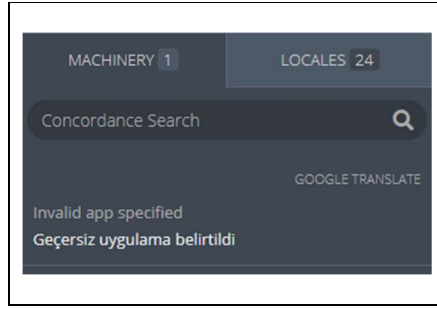 MACHINERY 1
LOCALES 24
Concordance Search
GOOGLE TRANSLATE
Invalid app specified
Geçersiz uygulama belirtildi